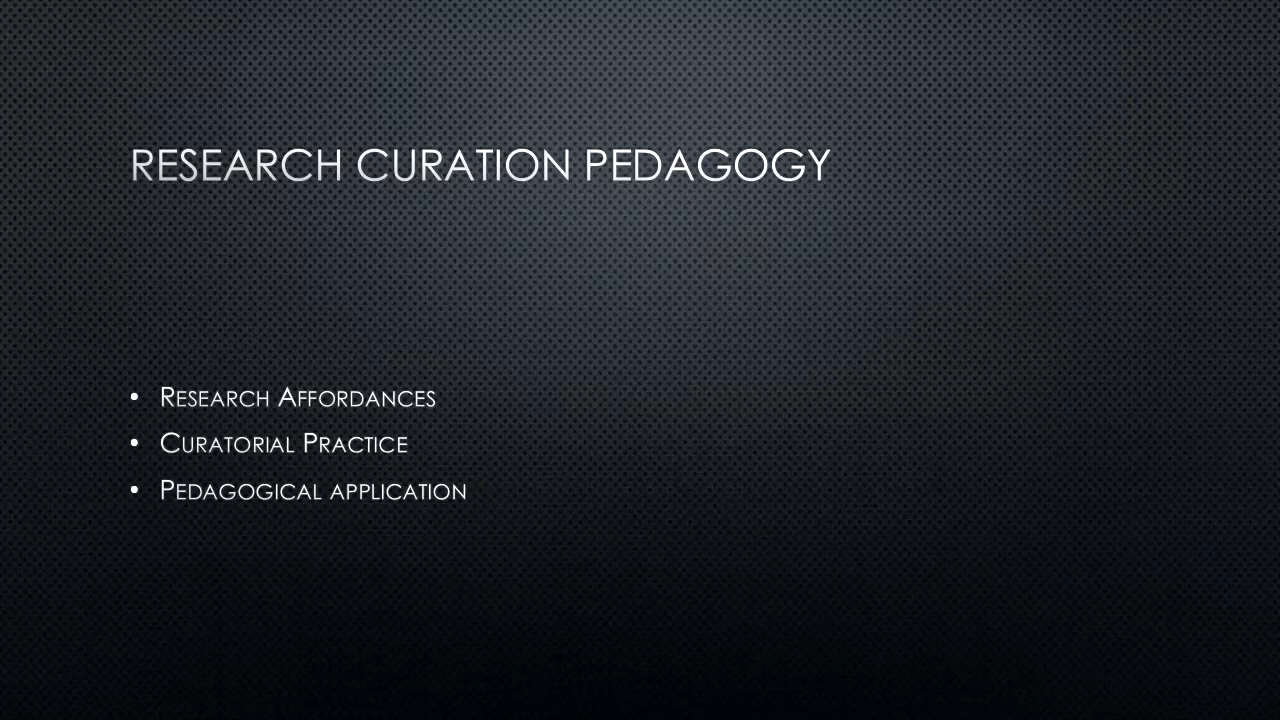 RESEARCH CURATION PEDAGOGY
• Research Affordances
• Curatorial Practice
• Pedagogical application